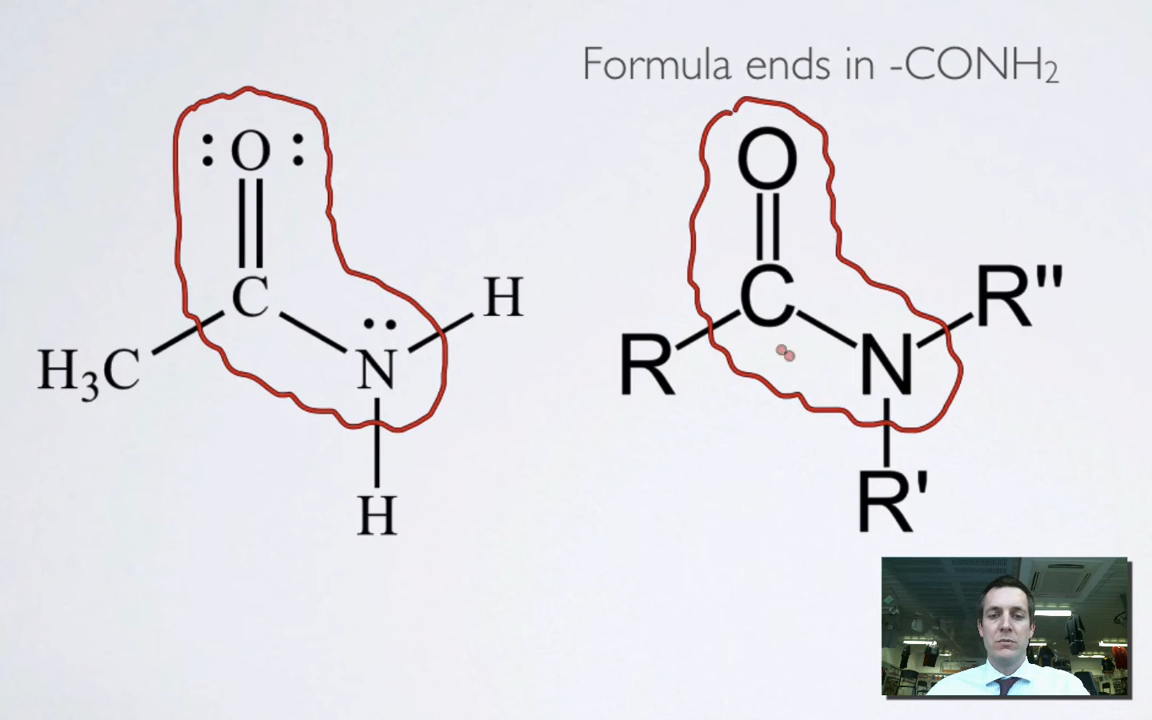 Formula ends in -CONH₂
O
C
N
H
H₃C
H
O
C
N
R"
R
R'